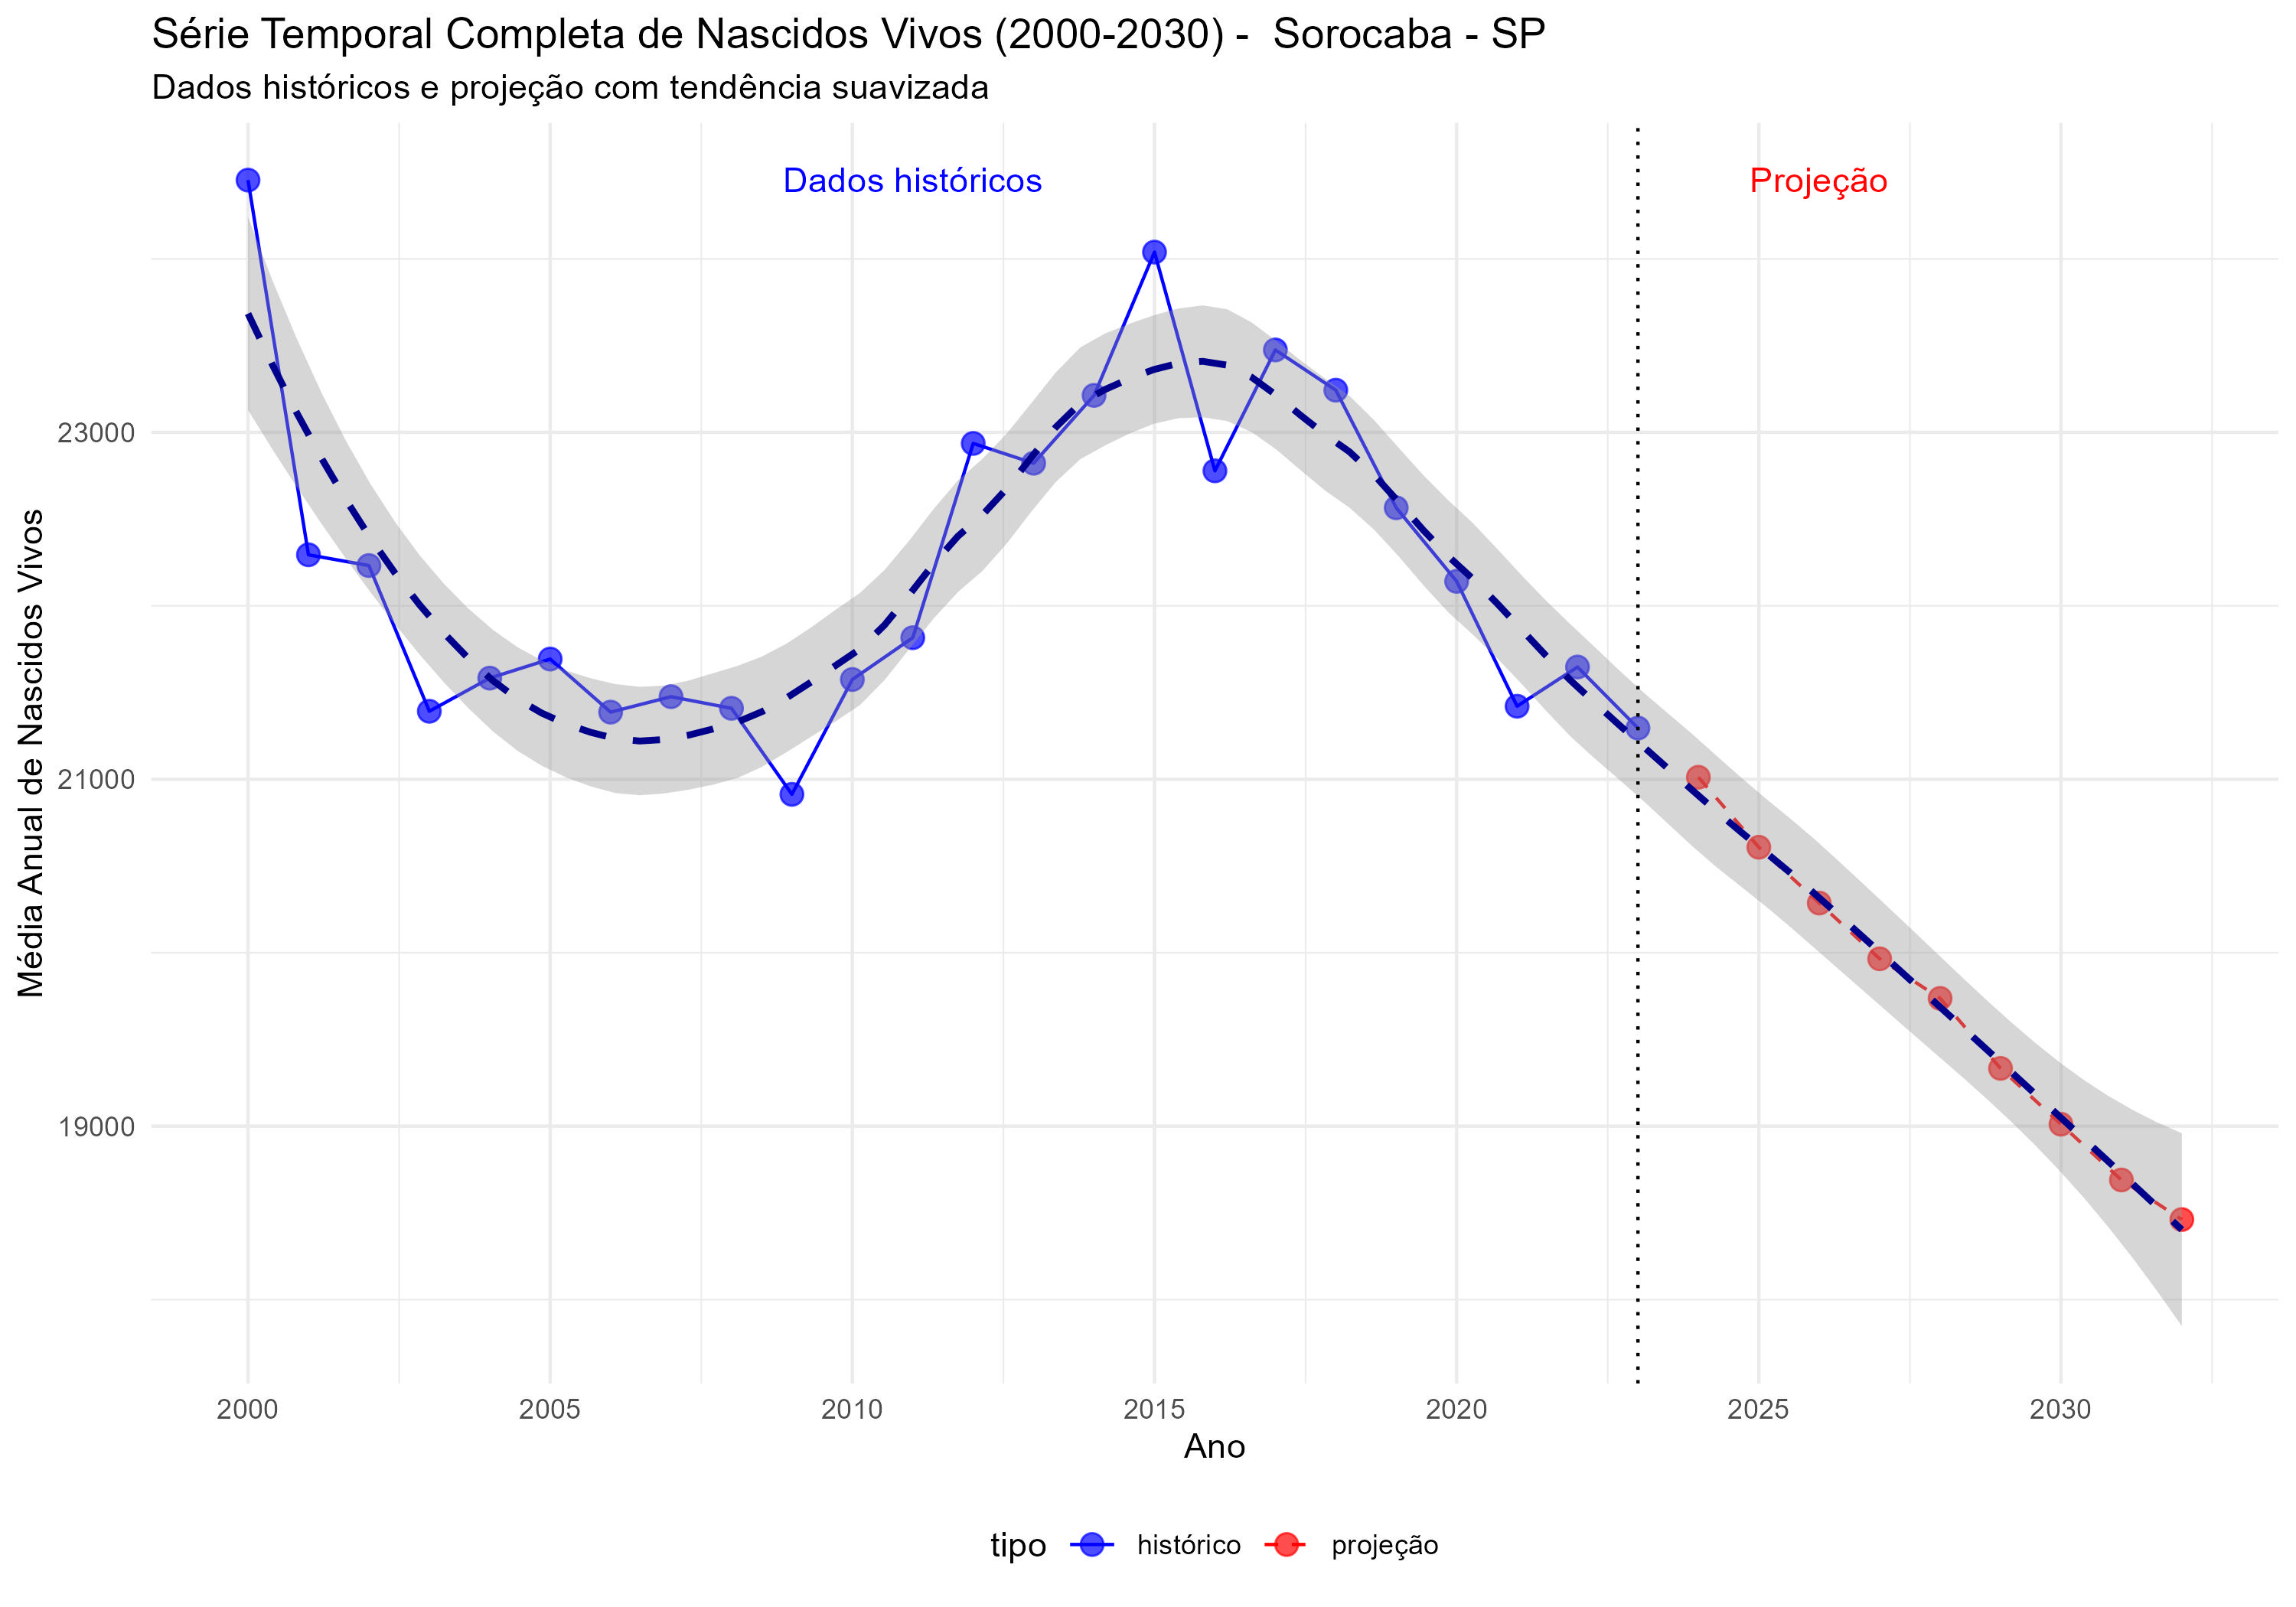 Série Temporal Completa de Nascidos Vivos (2000-2030) -  Sorocaba - SP
Dados históricos e projeção com tendência suavizada
Dados históricos
Projeção
Média Anual de Nascidos Vivos
23000
21000
19000
2000
2005
2010
2015
2020
2025
2030
Ano
tipo
histórico
projeção